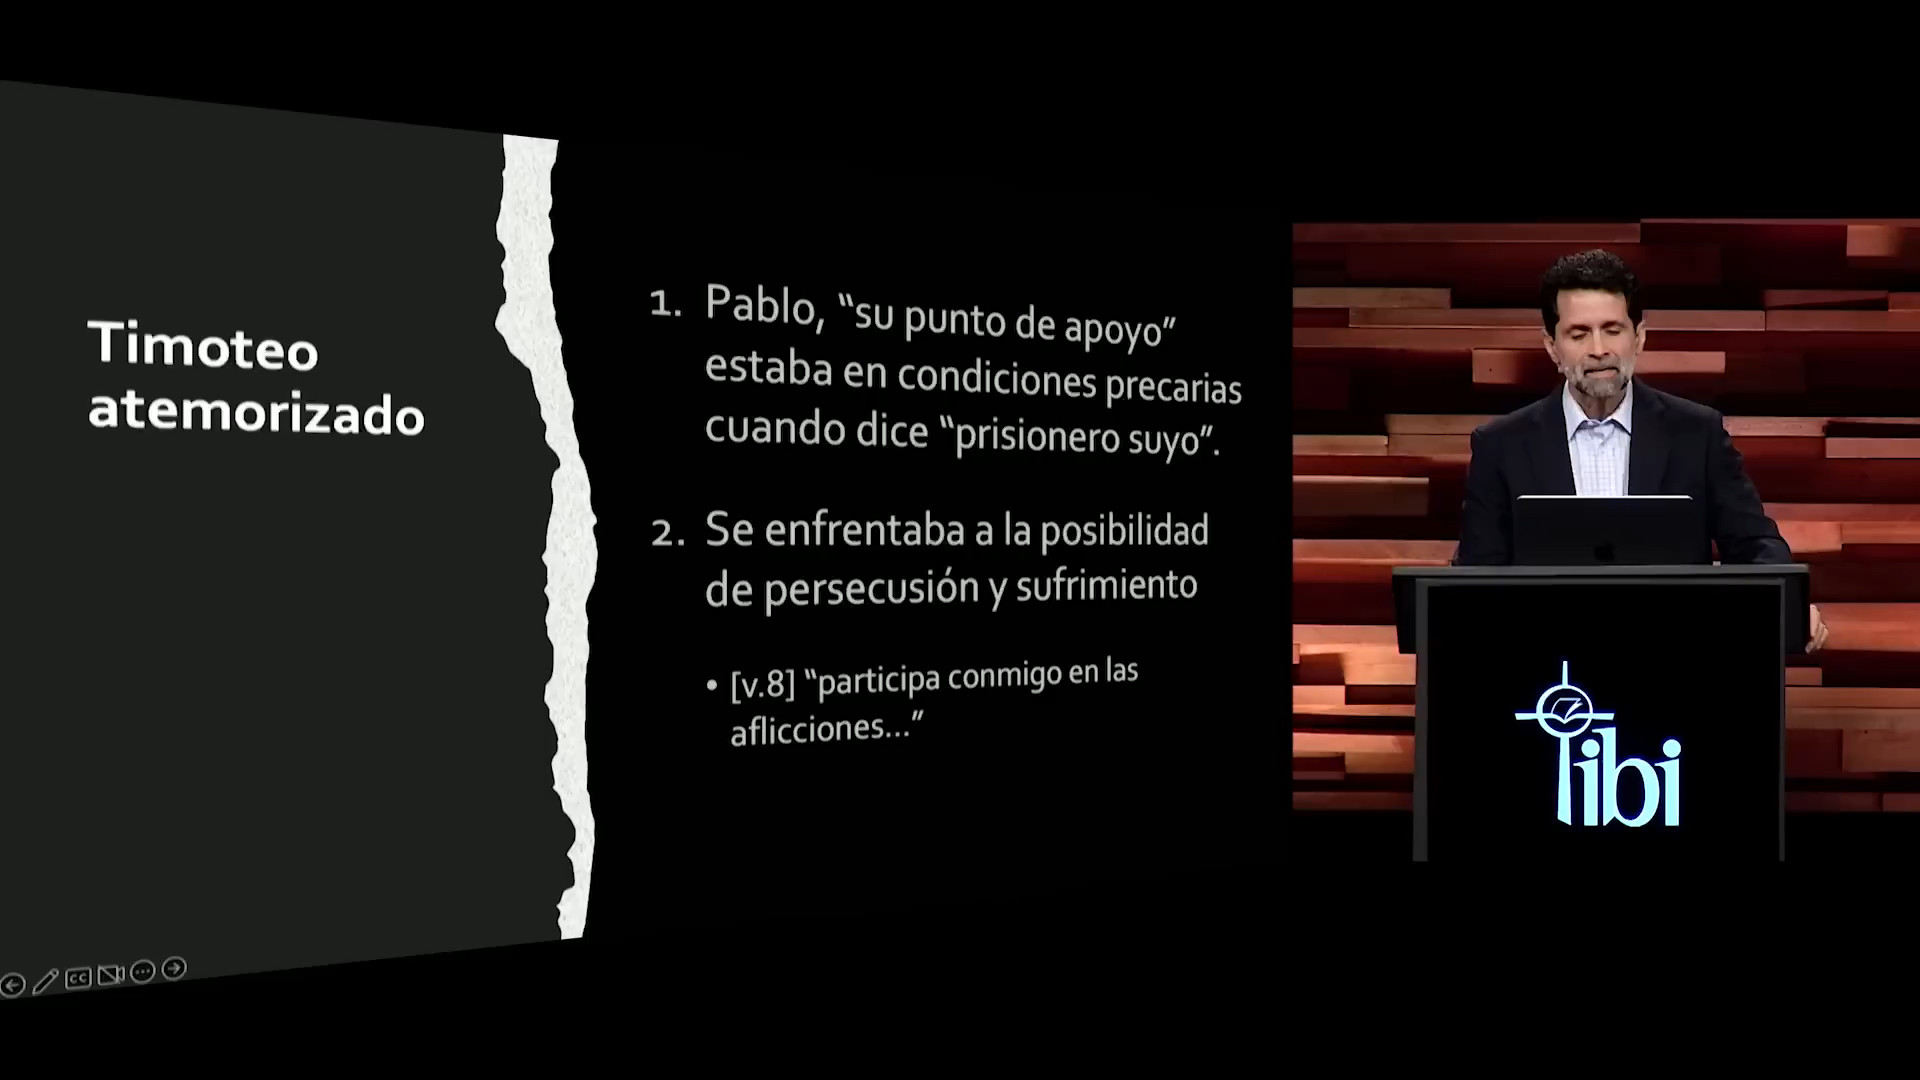 Timoteo
atemorizado
1. Pablo, “su punto de apoyo”
estaba en condiciones precarias
cuando dice “prisionero suyo”.
2. Se enfrentaba a la posibilidad
de persecusión y sufrimiento
• [v.8] “participa conmigo en las
aflicciones...”
CC
ibi